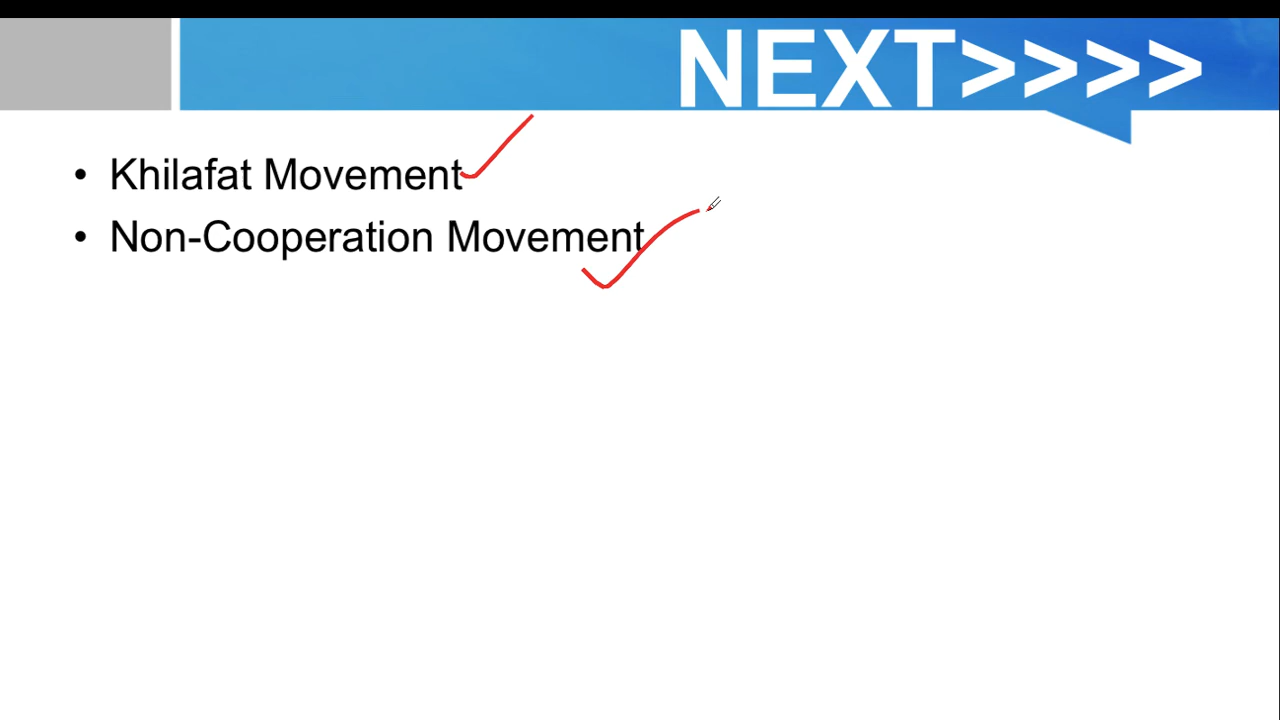 NEXT>>>>
• Khilafat Movement
• Non-Cooperation Movement